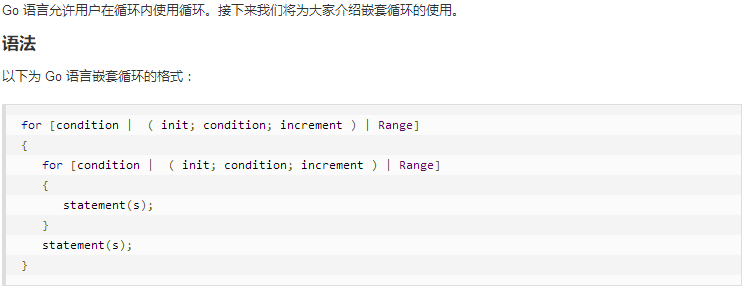 Go 语言允许用户在循环内使用循环。接下来我们将为大家介绍嵌套循环的使用。
语法
以下为 Go 语言嵌套循环的格式：
for [condition |  ( init; condition; increment ) | Range]
{
   for [condition |  ( init; condition; increment ) | Range]
   {
      statement(s);
   }
   statement(s);
}